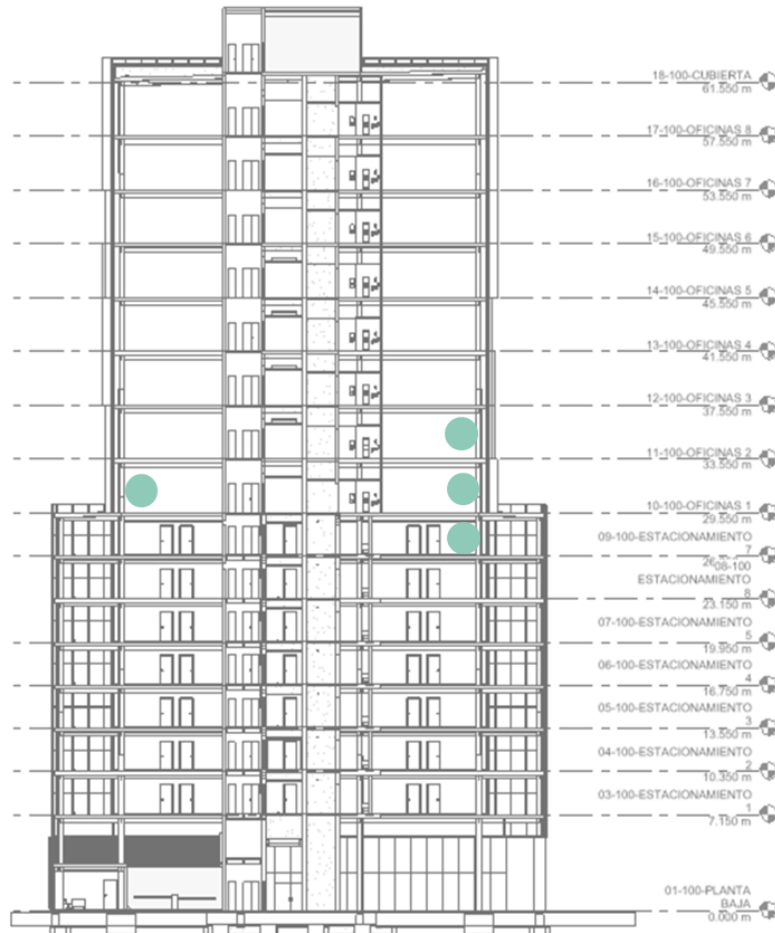 18-100-CUBIERTA
61.550 m
17-100-OFICINAS 8
57.550 m
16-100-OFICINAS 7
53.550 m
15-100-OFICINAS 6
49.550 m
14-100-OFICINAS 5
45.550 m
13-100-OFICINAS 4
41.550 m
12-100-OFICINAS 3
37.550 m
11-100-OFICINAS 2
33.550 m
10-100-OFICINAS 1
29.550 m
09-100-ESTACIONAMIENTO
7
08-100
ESTACIONAMIENTO
8
23.150 m
07-100-ESTACIONAMIENTO
5
19.950 m
06-100-ESTACIONAMIENTO
4
16.750 m
05-100-ESTACIONAMIENTO
3
13.550 m
04-100-ESTACIONAMIENTO
2
10.350 m
03-100-ESTACIONAMIENTO
1
7.150 m
01-100-PLANTA
BAJA
0.000 m